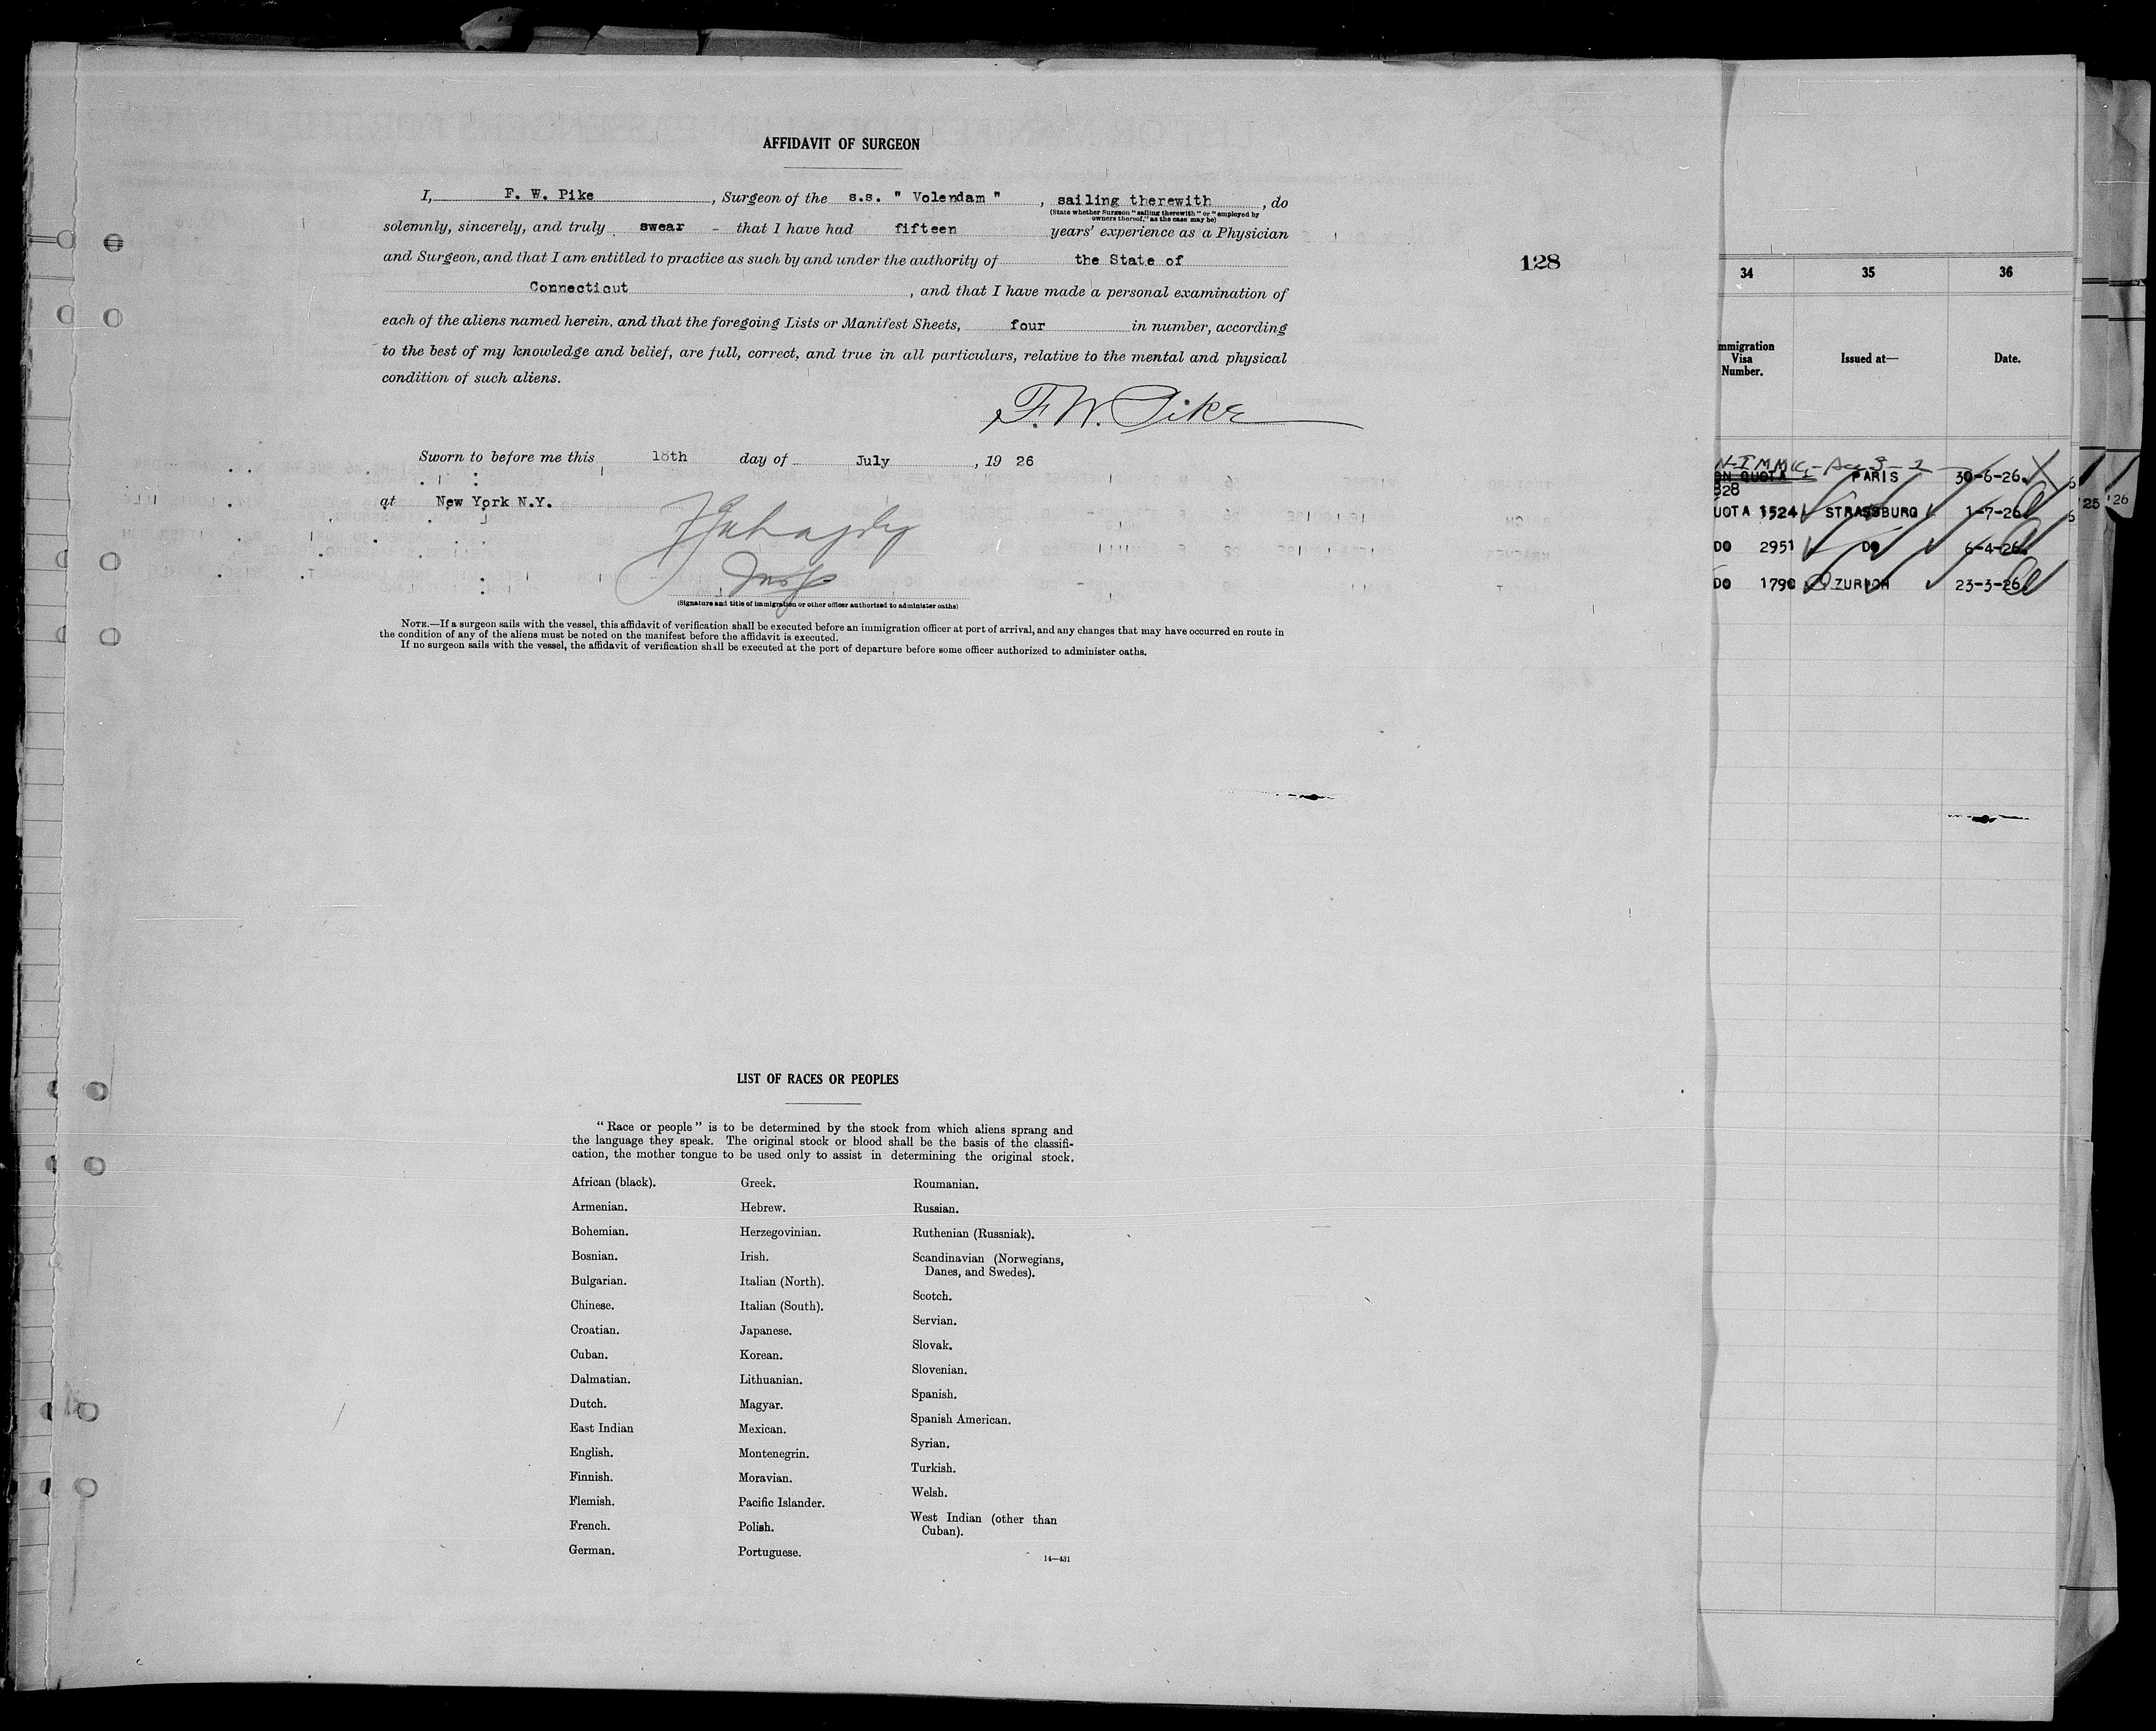 AFFIDAVIT OF SURGEON
I, F. W. Pike , Surgeon of the s.s. " Volendam " , sailing therewith , do
(State whether Surgeon "sailing therewith" or "employed by
owners thereof," as the case may be)
solemnly, sincerely, and truly swear - that I have had fifteen years' experience as a Physician
and Surgeon, and that I am entitled to practice as such by and under the authority of the State of
Connecticut , and that I have made a personal examination of
each of the aliens named herein, and that the foregoing Lists or Manifest Sheets, four in number, according
to the best of my knowledge and belief, are full, correct, and true in all particulars, relative to the mental and physical
condition of such aliens.
F. W. Pike
Sworn to before me this 18th day of July , 19 26
at New York N.Y.
Insp
(Signature and title of immigration or other officer authorized to administer oaths)
NOTE.—If a surgeon sails with the vessel, this affidavit of verification shall be executed before an immigration officer at port of arrival, and any changes that may have occurred en route in
the condition of any of the aliens must be noted on the manifest before the affidavit is executed.
If no surgeon sails with the vessel, the affidavit of verification shall be executed at the port of departure before some officer authorized to administer oaths.
128
34 35 36
mmigration
Visa
Number.
Issued at—
Date.
ON QUOTA PARIS 30-6-26.
328
UOTA 1524 STRASSBURG 1-7-26
DO 2951 DO 6-4-26.
DO 1790 ZURICH 23-3-26.
25 '26
LIST OF RACES OR PEOPLES
"Race or people" is to be determined by the stock from which aliens sprang and
the language they speak. The original stock or blood shall be the basis of the classifi-
cation, the mother tongue to be used only to assist in determining the original stock.
African (black).
Armenian.
Bohemian.
Bosnian.
Bulgarian.
Chinese.
Croatian.
Cuban.
Dalmatian.
Dutch.
East Indian
English.
Finnish.
Flemish.
French.
German.
Greek.
Hebrew.
Herzegovinian.
Irish.
Italian (North).
Italian (South).
Japanese.
Korean.
Lithuanian.
Magyar.
Mexican.
Montenegrin.
Moravian.
Pacific Islander.
Polish.
Portuguese.
Roumanian.
Russian.
Ruthenian (Russniak).
Scandinavian (Norwegians,
Danes, and Swedes).
Scotch.
Servian.
Slovak.
Slovenian.
Spanish.
Spanish American.
Syrian.
Turkish.
Welsh.
West Indian (other than
Cuban).
14—431